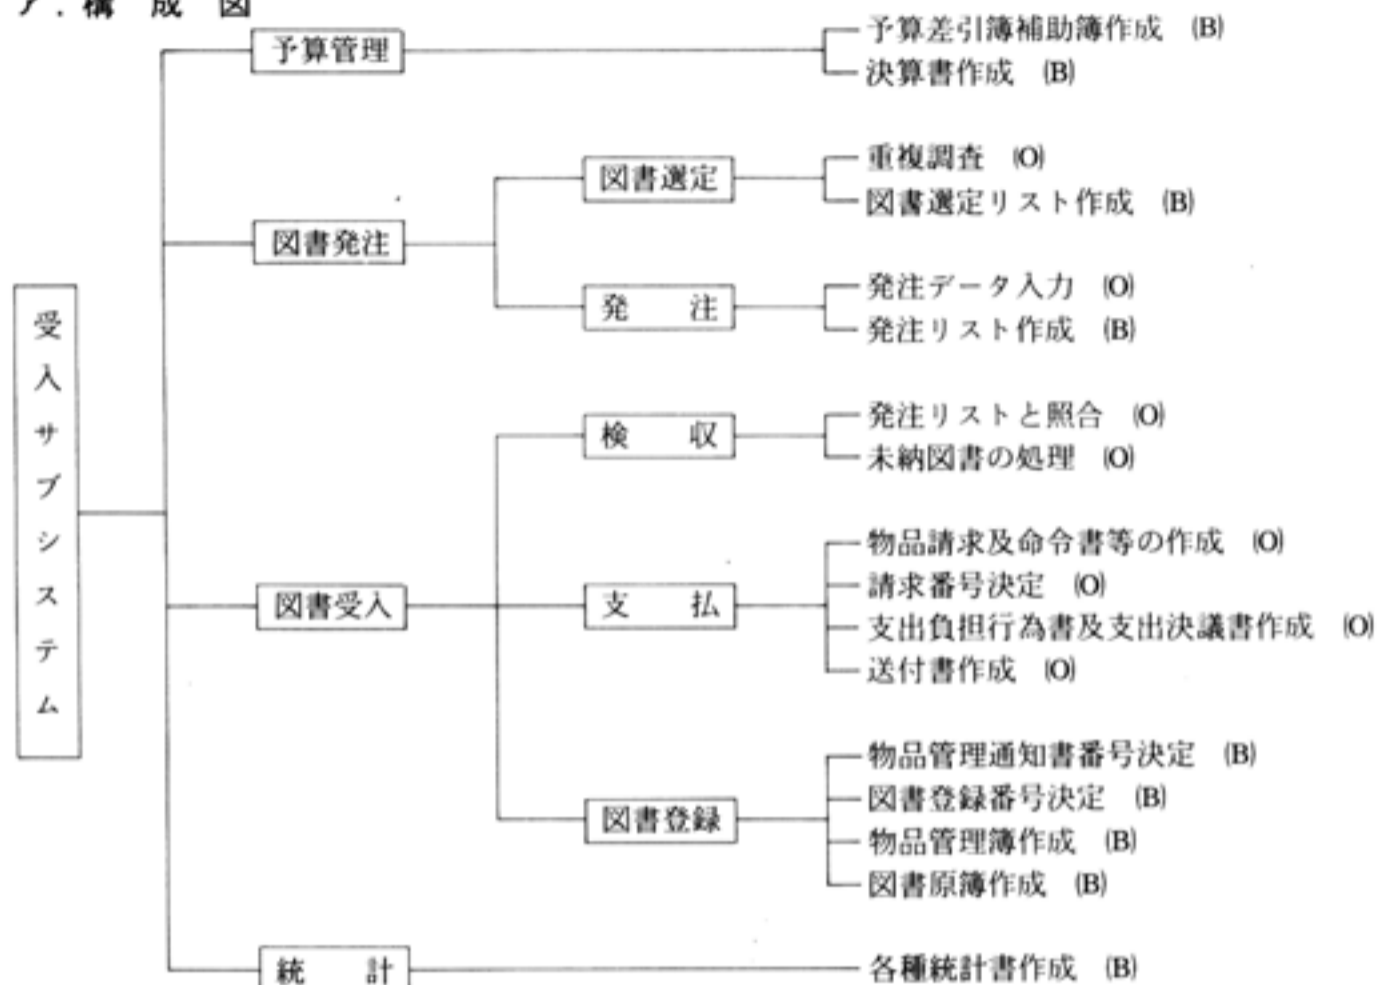 ア.構成図
予算管理
予算差引簿補助簿作成 (B)
決算書作成 (B)
図書発注
図書選定
重複調査 (O)
図書選定リスト作成 (B)
発注
発注データ入力 (O)
発注リスト作成 (B)
受入サブシステム
図書受入
検収
発注リストと照合 (O)
未納図書の処理 (O)
支払
物品請求及命令書等の作成 (O)
請求番号決定 (O)
支出負担行為書及支出決議書作成 (O)
送付書作成 (O)
図書登録
物品管理通知書番号決定 (B)
図書登録番号決定 (B)
物品管理簿作成 (B)
図書原簿作成 (B)
統計
各種統計書作成 (B)